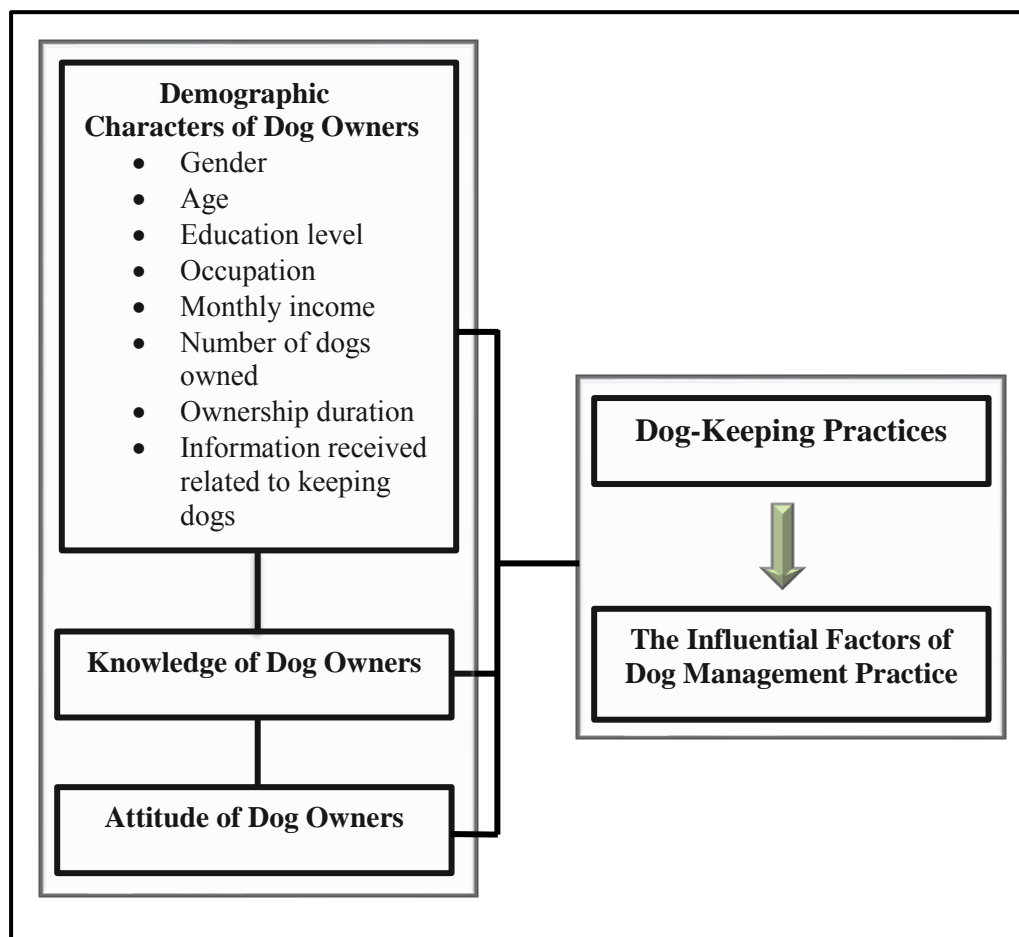 Demographic
Characters of Dog Owners
• Gender
• Age
• Education level
• Occupation
• Monthly income
• Number of dogs
owned
• Ownership duration
• Information received
related to keeping
dogs
Knowledge of Dog Owners
Attitude of Dog Owners
Dog-Keeping Practices
The Influential Factors of
Dog Management Practice